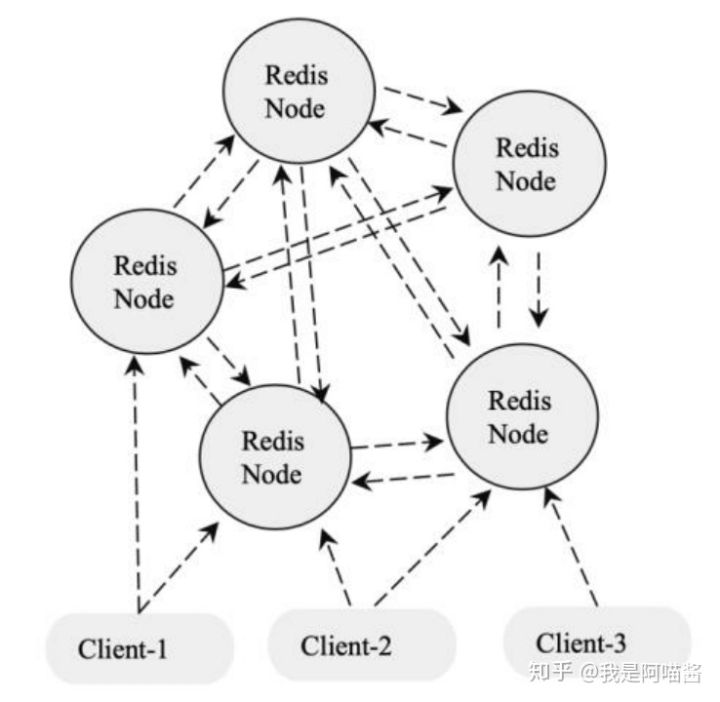 Redis
Node
Redis
Node
Redis
Node
Redis
Node
Redis
Node
Client-1
Client-2
Client-3
知乎 @我是阿喵酱